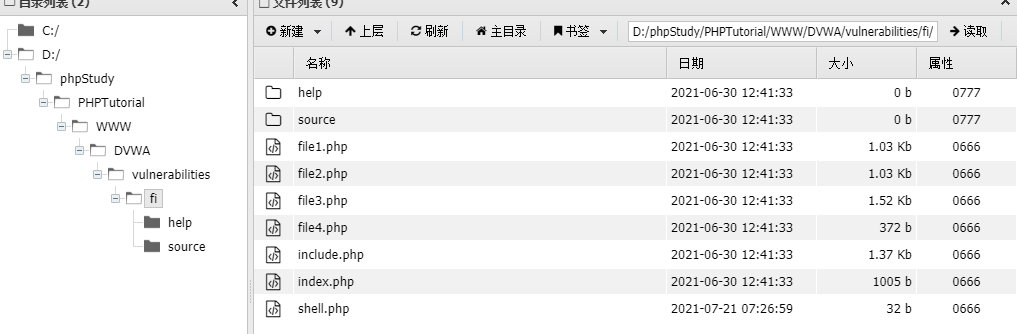 目录列表 (2)
文件列表 (9)
新建 上层 刷新 主目录 书签 D:/phpStudy/PHPTutorial/WWW/DVWA/vulnerabilities/fi/ 读取
C:/
D:/
phpStudy
PHPTutorial
WWW
DVWA
vulnerabilities
fi
help
source
名称 日期 大小 属性
help 2021-06-30 12:41:33 0 b 0777
source 2021-06-30 12:41:33 0 b 0777
file1.php 2021-06-30 12:41:33 1.03 Kb 0666
file2.php 2021-06-30 12:41:33 1.03 Kb 0666
file3.php 2021-06-30 12:41:33 1.52 Kb 0666
file4.php 2021-06-30 12:41:33 372 b 0666
include.php 2021-06-30 12:41:33 1.37 Kb 0666
index.php 2021-06-30 12:41:33 1005 b 0666
shell.php 2021-07-21 07:26:59 32 b 0666